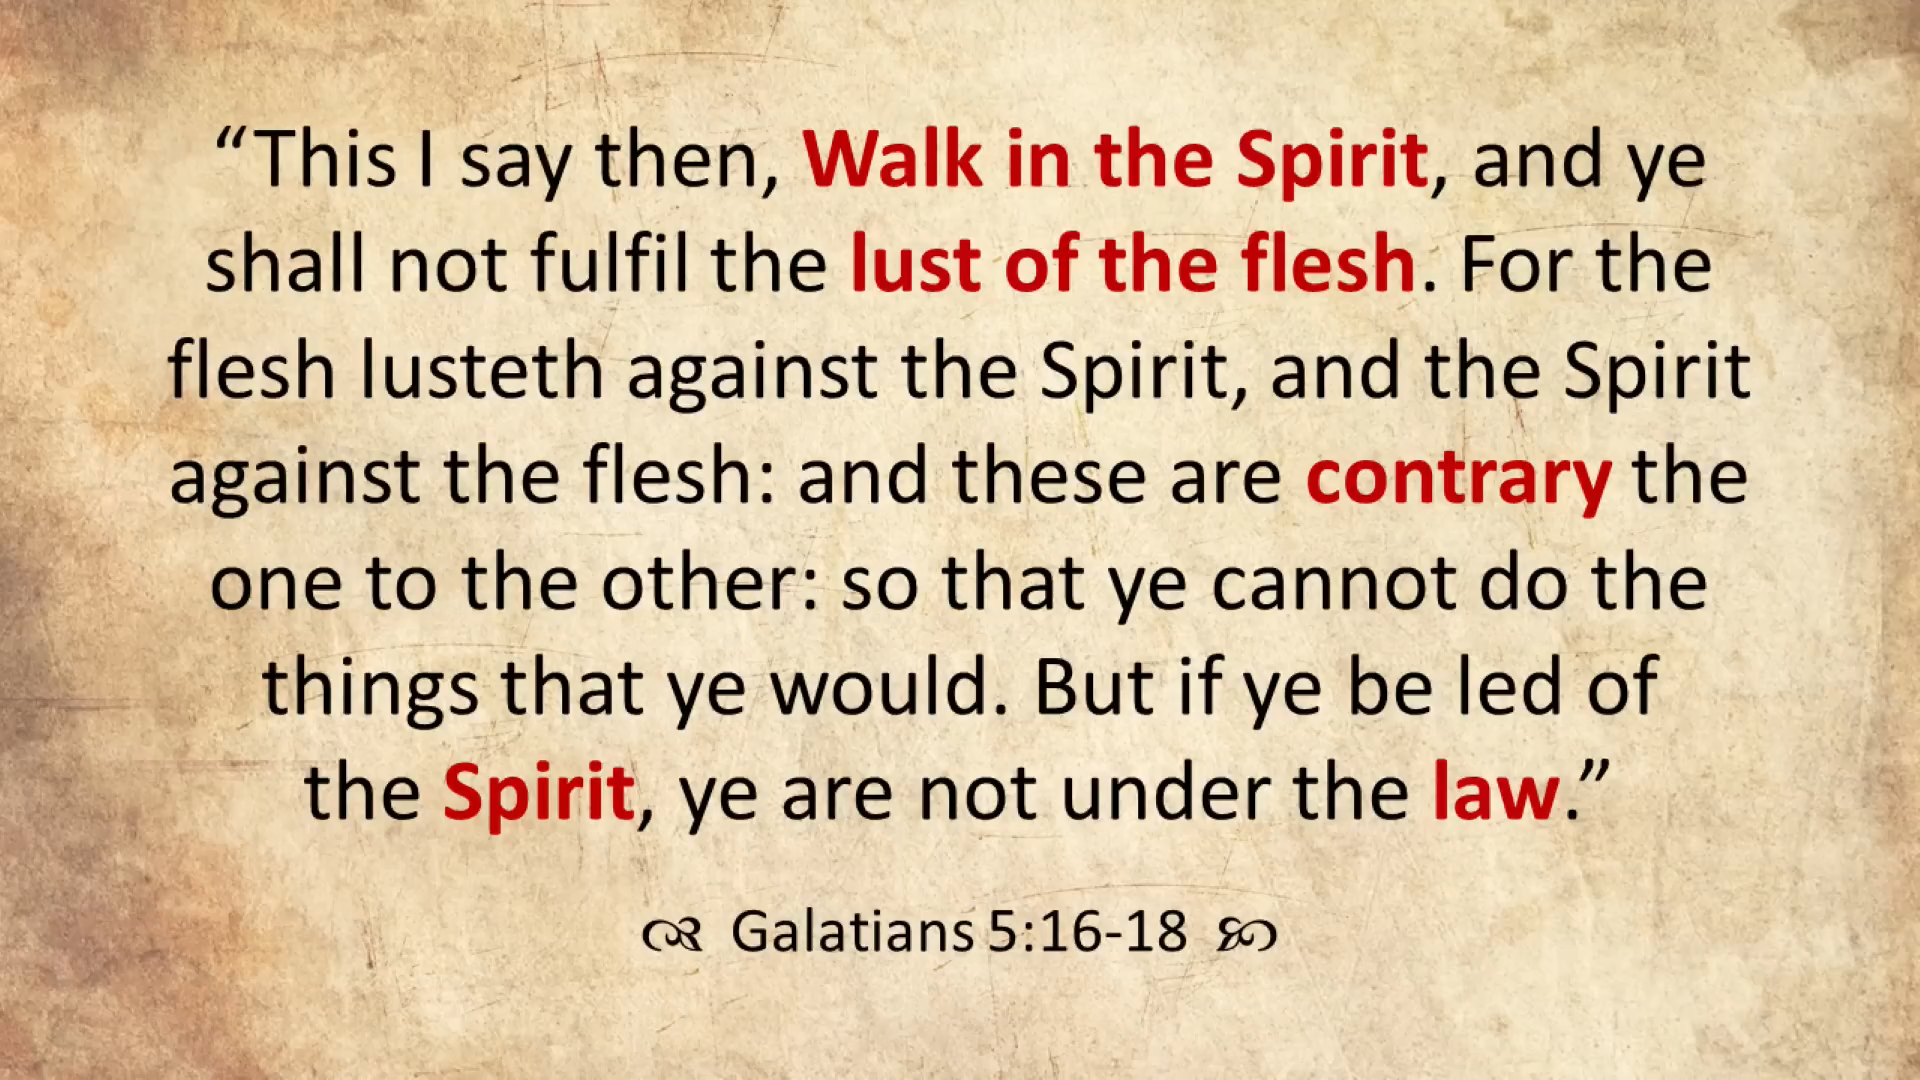 “This I say then, Walk in the Spirit, and ye
shall not fulfil the lust of the flesh. For the
flesh lusteth against the Spirit, and the Spirit
against the flesh: and these are contrary the
one to the other: so that ye cannot do the
things that ye would. But if ye be led of
the Spirit, ye are not under the law.”
Galatians 5:16-18